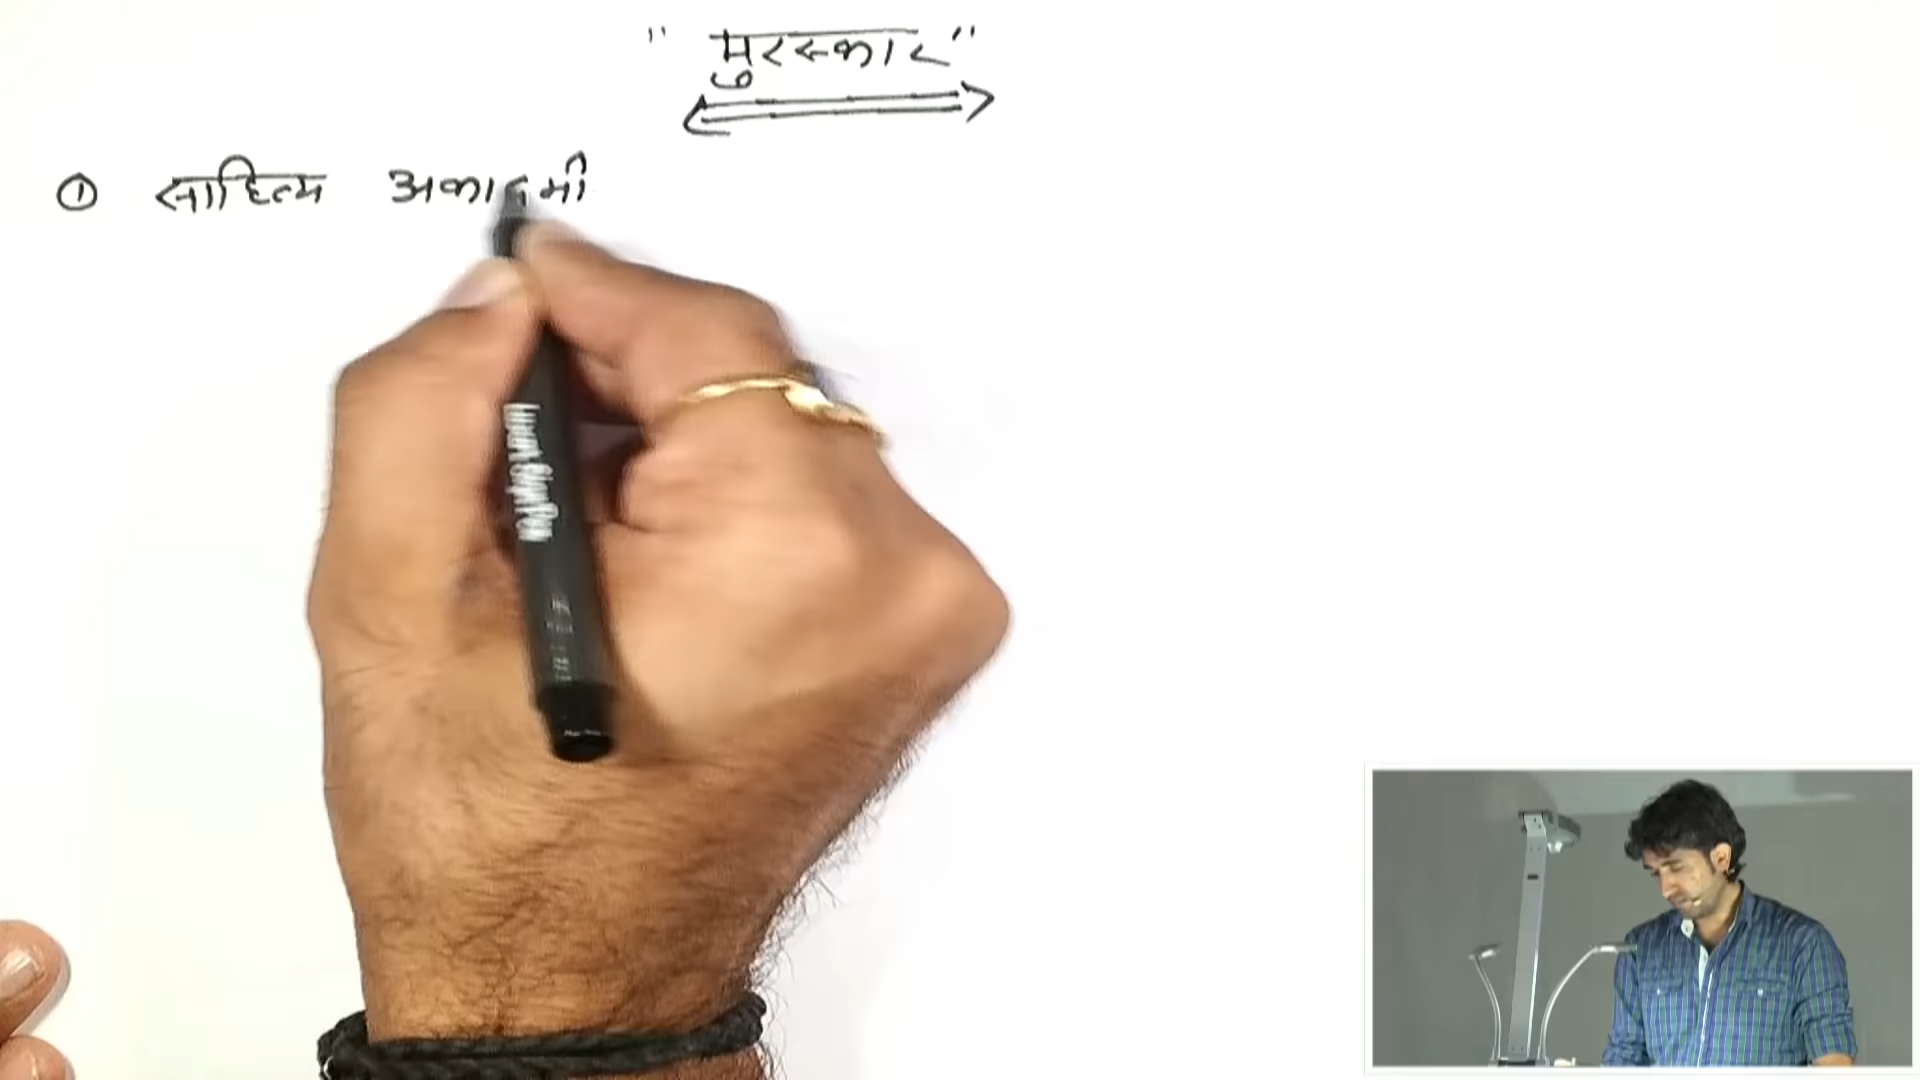 " पुरस्कार "
① साहित्य अकादमी